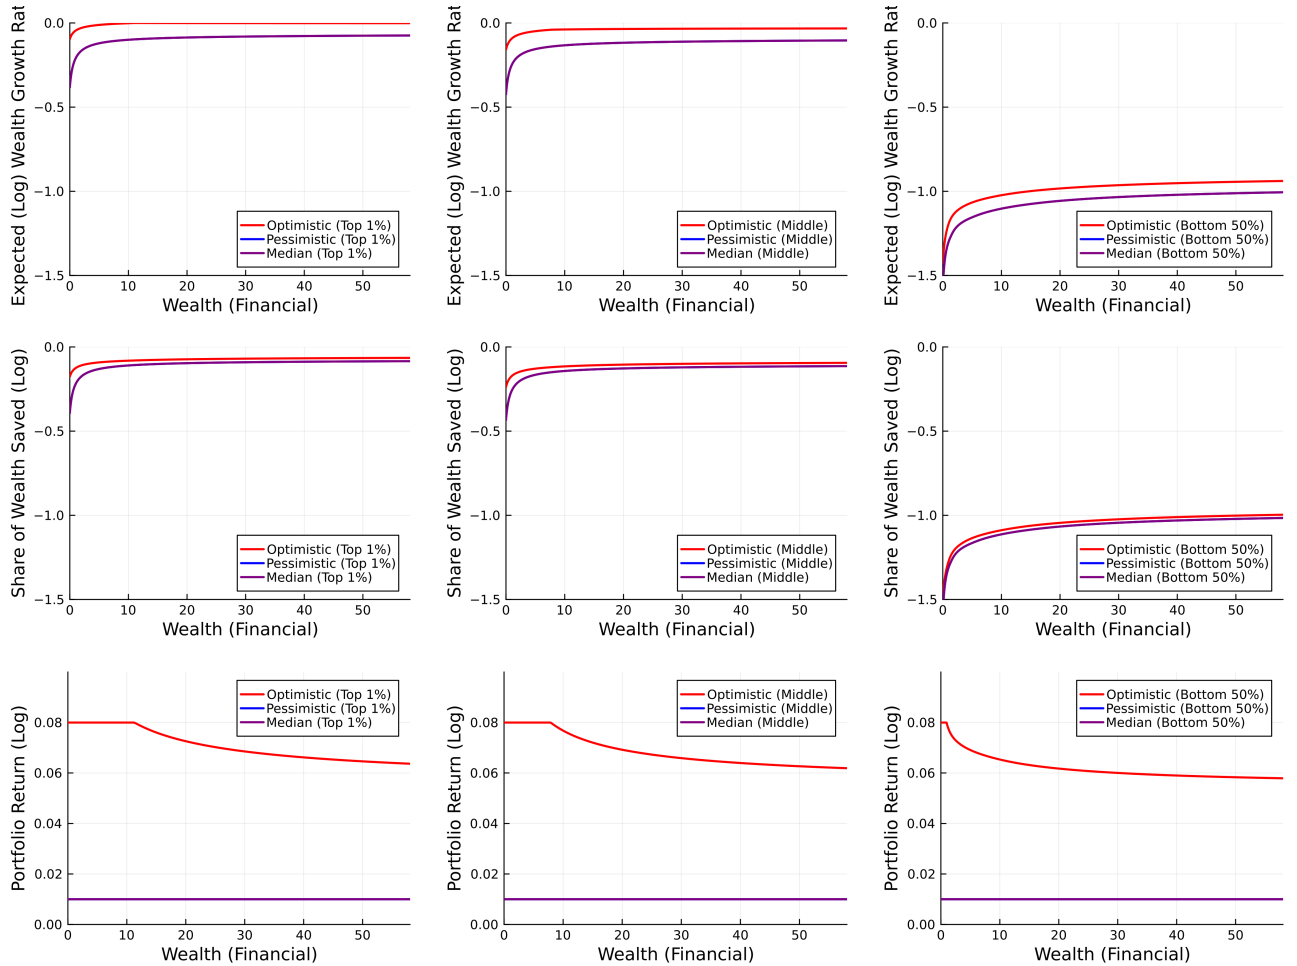 Expected (Log) Wealth Growth Rat
0.0
−0.5
−1.0
−1.5
0 10 20 30 40 50
Wealth (Financial)
Optimistic (Top 1%)
Pessimistic (Top 1%)
Median (Top 1%)
Expected (Log) Wealth Growth Rat
0.0
−0.5
−1.0
−1.5
0 10 20 30 40 50
Wealth (Financial)
Optimistic (Middle)
Pessimistic (Middle)
Median (Middle)
Expected (Log) Wealth Growth Rat
0.0
−0.5
−1.0
−1.5
0 10 20 30 40 50
Wealth (Financial)
Optimistic (Bottom 50%)
Pessimistic (Bottom 50%)
Median (Bottom 50%)
Share of Wealth Saved (Log)
0.0
−0.5
−1.0
−1.5
0 10 20 30 40 50
Wealth (Financial)
Optimistic (Top 1%)
Pessimistic (Top 1%)
Median (Top 1%)
Share of Wealth Saved (Log)
0.0
−0.5
−1.0
−1.5
0 10 20 30 40 50
Wealth (Financial)
Optimistic (Middle)
Pessimistic (Middle)
Median (Middle)
Share of Wealth Saved (Log)
0.0
−0.5
−1.0
−1.5
0 10 20 30 40 50
Wealth (Financial)
Optimistic (Bottom 50%)
Pessimistic (Bottom 50%)
Median (Bottom 50%)
Portfolio Return (Log)
0.08
0.06
0.04
0.02
0.00
0 10 20 30 40 50
Wealth (Financial)
Optimistic (Top 1%)
Pessimistic (Top 1%)
Median (Top 1%)
Portfolio Return (Log)
0.08
0.06
0.04
0.02
0.00
0 10 20 30 40 50
Wealth (Financial)
Optimistic (Middle)
Pessimistic (Middle)
Median (Middle)
Portfolio Return (Log)
0.08
0.06
0.04
0.02
0.00
0 10 20 30 40 50
Wealth (Financial)
Optimistic (Bottom 50%)
Pessimistic (Bottom 50%)
Median (Bottom 50%)